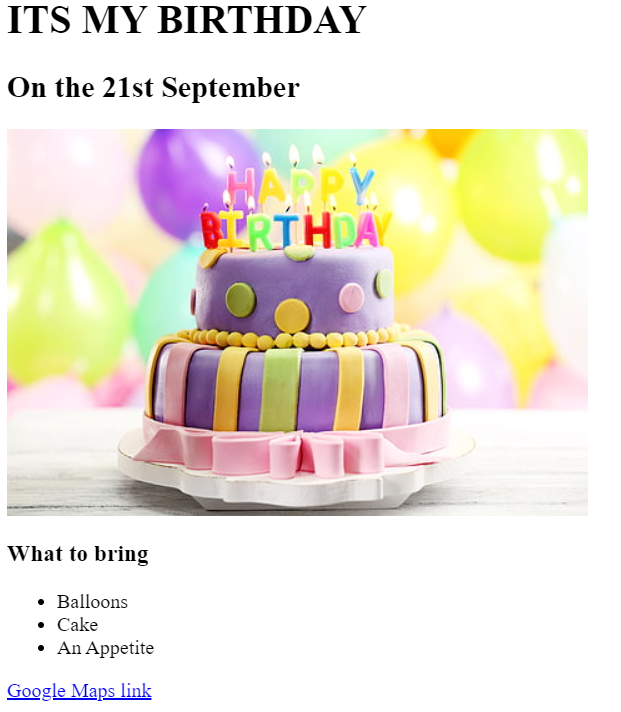 ITS MY BIRTHDAY
On the 21st September
HAPPY
BIRTHDAY
What to bring
Balloons
Cake
An Appetite
Google Maps link